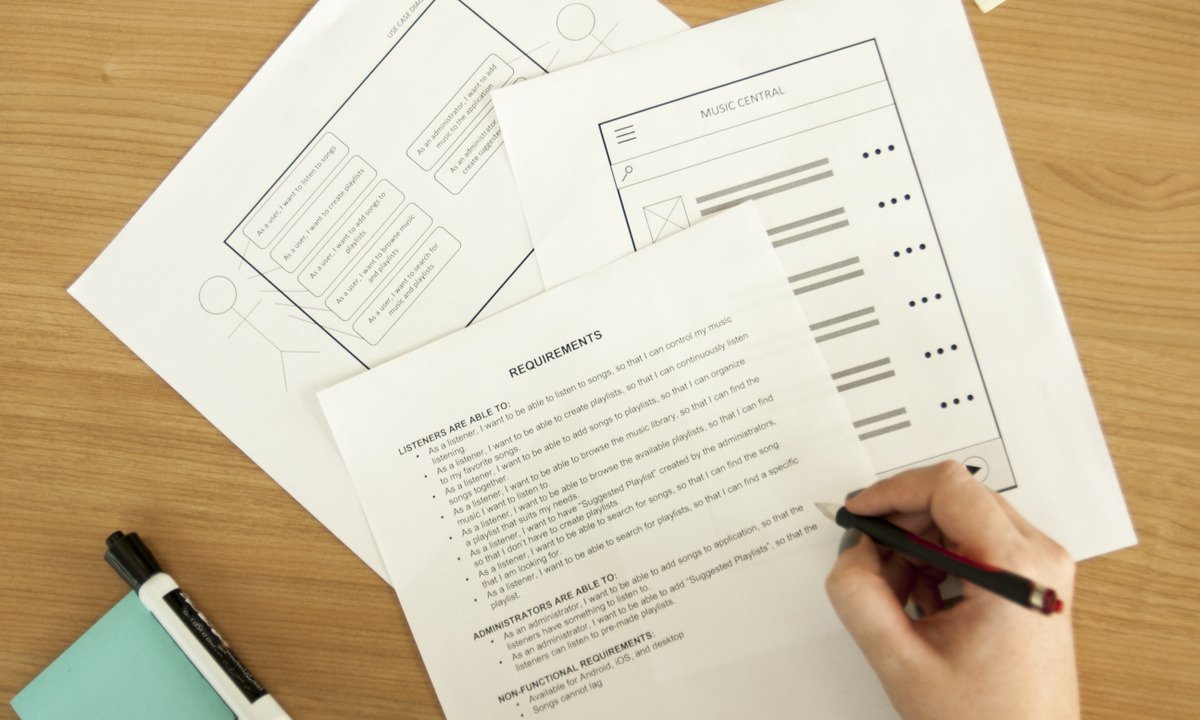 USE CASE
As a user, I want to listen to songs
As a user, I want to create playlists
As a user, I want to add songs to
playlists
As a user, I want to browse music
and playlists
As a user, I want to search for
music and playlists
As an administrator, I want to add
music to the application
As an administrator
create suggested
MUSIC CENTRAL
REQUIREMENTS
LISTENERS ARE ABLE TO:
• As a listener, I want to be able to listen to songs, so that I can control my music
listening
• As a listener, I want to be able to create playlists, so that I can continuously listen
to my favorite songs.
• As a listener, I want to be able to add songs to playlists, so that I can organize
songs together.
• As a listener, I want to be able to browse the music library, so that I can find the
music I want to listen to.
• As a listener, I want to be able to browse the available playlists, so that I can find
a playlist that suits my needs.
• As a listener, I want to have "Suggested Playlist" created by the administrators,
so that I don't have to create playlists.
• As a listener, I want to be able to search for songs, so that I can find the song
that I am looking for.
• As a listener, I want to be able to search for playlists, so that I can find a specific
playlist.
ADMINISTRATORS ARE ABLE TO:
• As an administrator, I want to be able to add songs to application, so that the
listeners have something to listen to.
• As an administrator, I want to be able to add "Suggested Playlists", so that the
listeners can listen to pre-made playlists.
NON-FUNCTIONAL REQUIREMENTS:
• Available for Android, iOS, and desktop
• Songs cannot lag